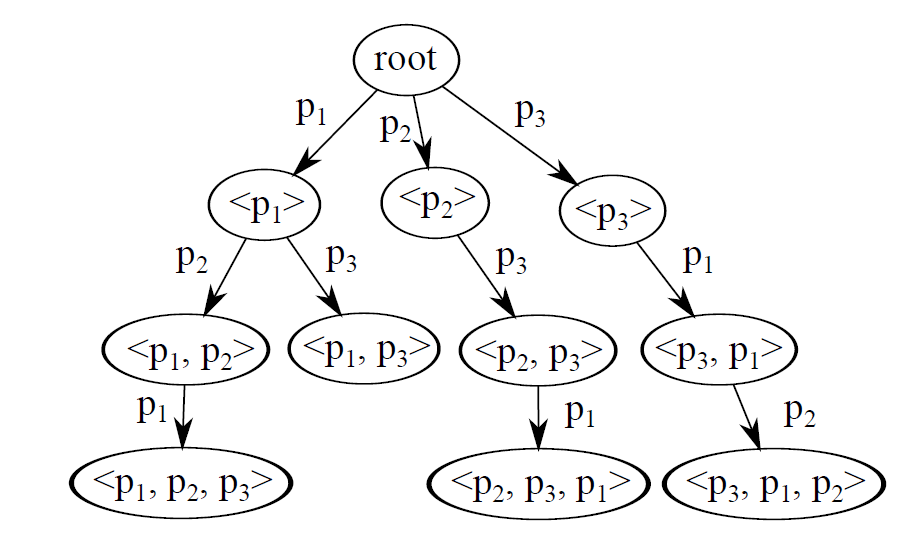 root
p₁
p₂
p₃
<p₁>
<p₂>
<p₃>
p₂
p₃
p₃
p₁
<p₁, p₂>
<p₁, p₃>
<p₂, p₃>
<p₃, p₁>
p₁
p₁
p₂
<p₁, p₂, p₃>
<p₂, p₃, p₁>
<p₃, p₁, p₂>